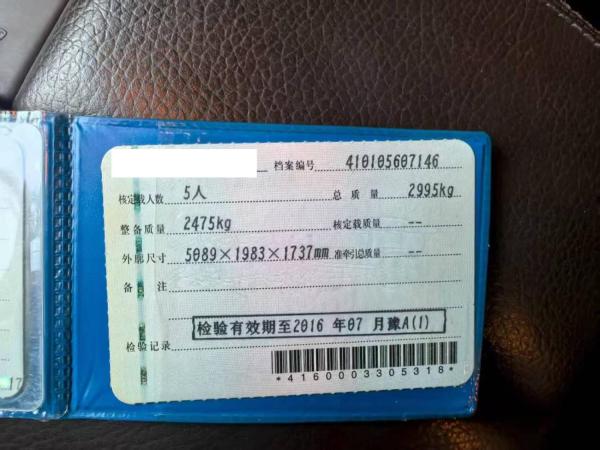 档案编号 410105607146
核定载人数 5人 总质量 2995kg
整备质量 2475kg 核定载质量 --
外廓尺寸 5089×1983×1737mm 准牵引总质量 --
备注
检验有效期至2016 年07 月豫A(1)
检验记录
*4160003305318*
17